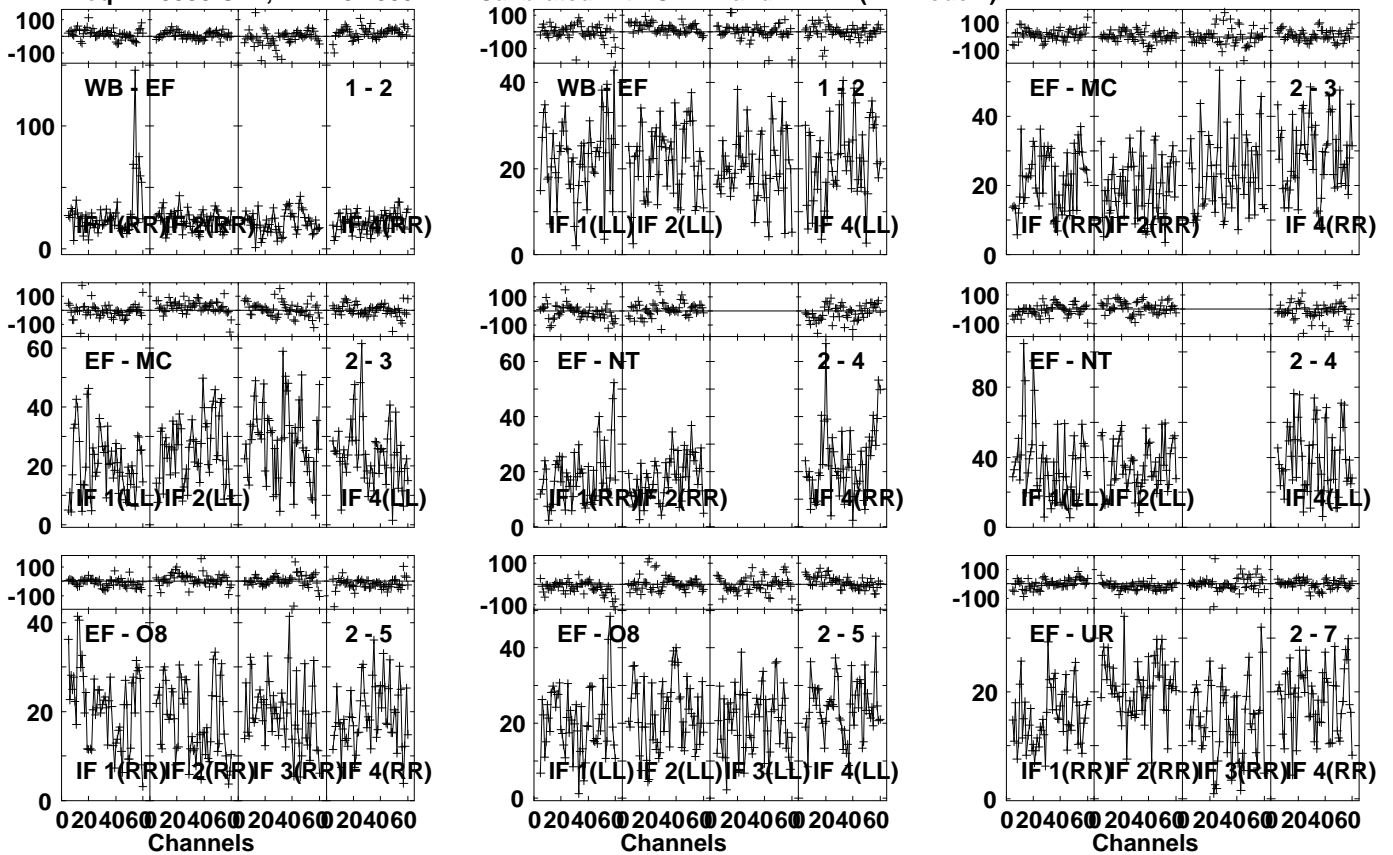 100
-100
WB - EF 1 - 2
100
0
IF 1(RR) IF 2(RR) IF 4(RR)
100
-100
WB - EF 1 - 2
40
20
0
IF 1(LL) IF 2(LL) IF 4(LL)
100
-100
EF - MC 2 - 3
40
20
0
IF 1(RR) IF 2(RR) IF 4(RR)
100
-100
EF - MC 2 - 3
60
40
20
0
IF 1(LL) IF 2(LL) IF 4(LL)
100
-100
EF - NT 2 - 4
60
40
20
0
IF 1(RR) IF 2(RR) IF 4(RR)
100
-100
EF - NT 2 - 4
80
40
0
IF 1(LL) IF 2(LL) IF 4(LL)
100
-100
EF - O8 2 - 5
40
20
0
IF 1(RR) IF 2(RR) IF 3(RR) IF 4(RR)
0 20 40 60 0 20 40 60 0 20 40 60 0 20 40 60
Channels
100
-100
EF - O8 2 - 5
40
20
0
IF 1(LL) IF 2(LL) IF 3(LL) IF 4(LL)
0 20 40 60 0 20 40 60 0 20 40 60 0 20 40 60
Channels
100
-100
EF - UR 2 - 7
20
0
IF 1(RR) IF 2(RR) IF 3(RR) IF 4(RR)
0 20 40 60 0 20 40 60 0 20 40 60 0 20 40 60
Channels